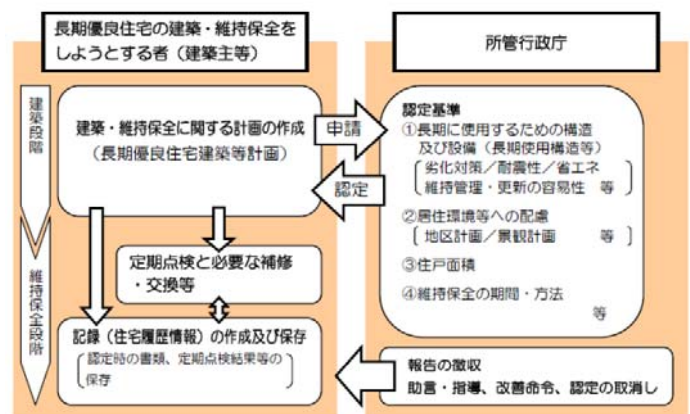 長期優良住宅の建築・維持保全を
しようとする者(建築主等)
所管行政庁
建築段階
維持保全段階
建築・維持保全に関する計画の作成
(長期優良住宅建築等計画)
申請
認定
認定基準
①長期に使用するための構造
及び設備(長期使用構造等)
劣化対策/耐震性/省エネ
維持管理・更新の容易性 等
②居住環境等への配慮
[ 地区計画/景観計画 等 ]
③住戸面積
④維持保全の期間・方法
等
定期点検と必要な補修
・交換等
記録(住宅履歴情報)の作成及び保存
認定時の書類、定期点検結果等の
保存
報告の徴収
助言・指導、改善命令、認定の取消し